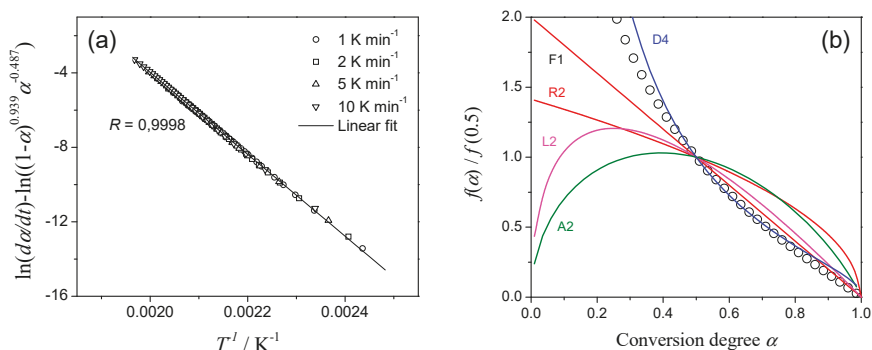 (a)
1 K min⁻¹
2 K min⁻¹
5 K min⁻¹
10 K min⁻¹
Linear fit
R = 0,9998
-4
-8
-12
-16
0.0020
0.0022
0.0024
ln(dα/dt)-ln((1-α)^0.939 α^-0.487)
T⁻¹ / K⁻¹
(b)
D4
F1
R2
L2
A2
2.0
1.5
1.0
0.5
0.0
0.0
0.2
0.4
0.6
0.8
1.0
f(α) / f (0.5)
Conversion degree α